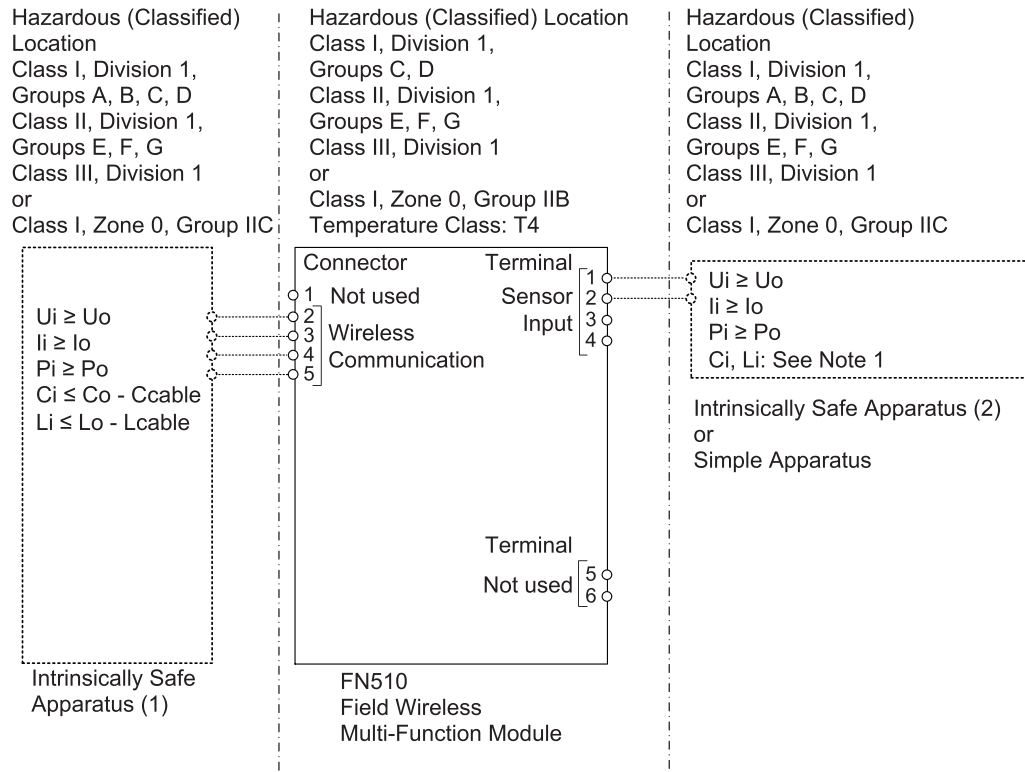 Hazardous (Classified)
Location
Class I, Division 1,
Groups A, B, C, D
Class II, Division 1,
Groups E, F, G
Class III, Division 1
or
Class I, Zone 0, Group IIC
Hazardous (Classified) Location
Class I, Division 1,
Groups C, D
Class II, Division 1,
Groups E, F, G
Class III, Division 1
or
Class I, Zone 0, Group IIB
Temperature Class: T4
Hazardous (Classified)
Location
Class I, Division 1,
Groups A, B, C, D
Class II, Division 1,
Groups E, F, G
Class III, Division 1
or
Class I, Zone 0, Group IIC
Ui ≥ Uo
Ii ≥ Io
Pi ≥ Po
Ci ≤ Co - Ccable
Li ≤ Lo - Lcable
Intrinsically Safe
Apparatus (1)
Connector
1 Not used
2
3 Wireless
4 Communication
5
Terminal
1
Sensor 2
Input 3
4
Terminal
5
Not used
6
FN510
Field Wireless
Multi-Function Module
Ui ≥ Uo
Ii ≥ Io
Pi ≥ Po
Ci, Li: See Note 1
Intrinsically Safe Apparatus (2)
or
Simple Apparatus